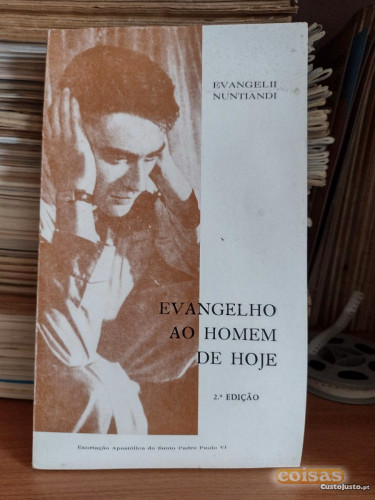 EVANGELII
NUNTIANDI
EVANGELHO
AO HOMEM
DE HOJE
2.ª EDIÇÃO
Exortação Apostólica do Santo Padre Paulo VI
coisas
Custojusto.pt